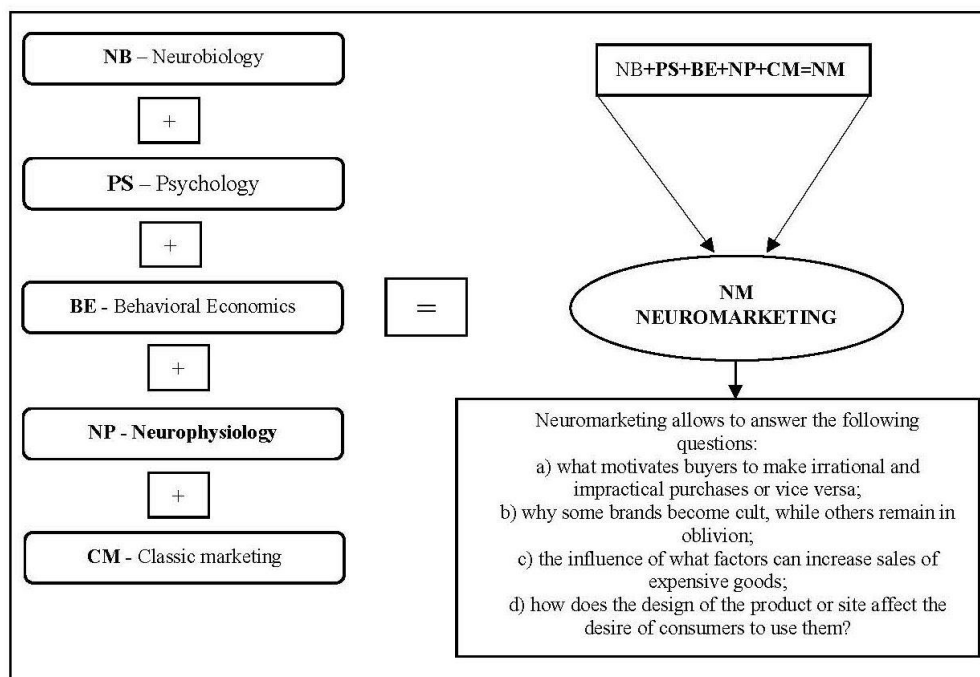 NB – Neurobiology
+
PS – Psychology
+
BE - Behavioral Economics
+
NP - Neurophysiology
+
CM - Classic marketing
=
NB+PS+BE+NP+CM=NM
NM
NEUROMARKETING
Neuromarketing allows to answer the following
questions:
a) what motivates buyers to make irrational and
impractical purchases or vice versa;
b) why some brands become cult, while others remain in
oblivion;
c) the influence of what factors can increase sales of
expensive goods;
d) how does the design of the product or site affect the
desire of consumers to use them?